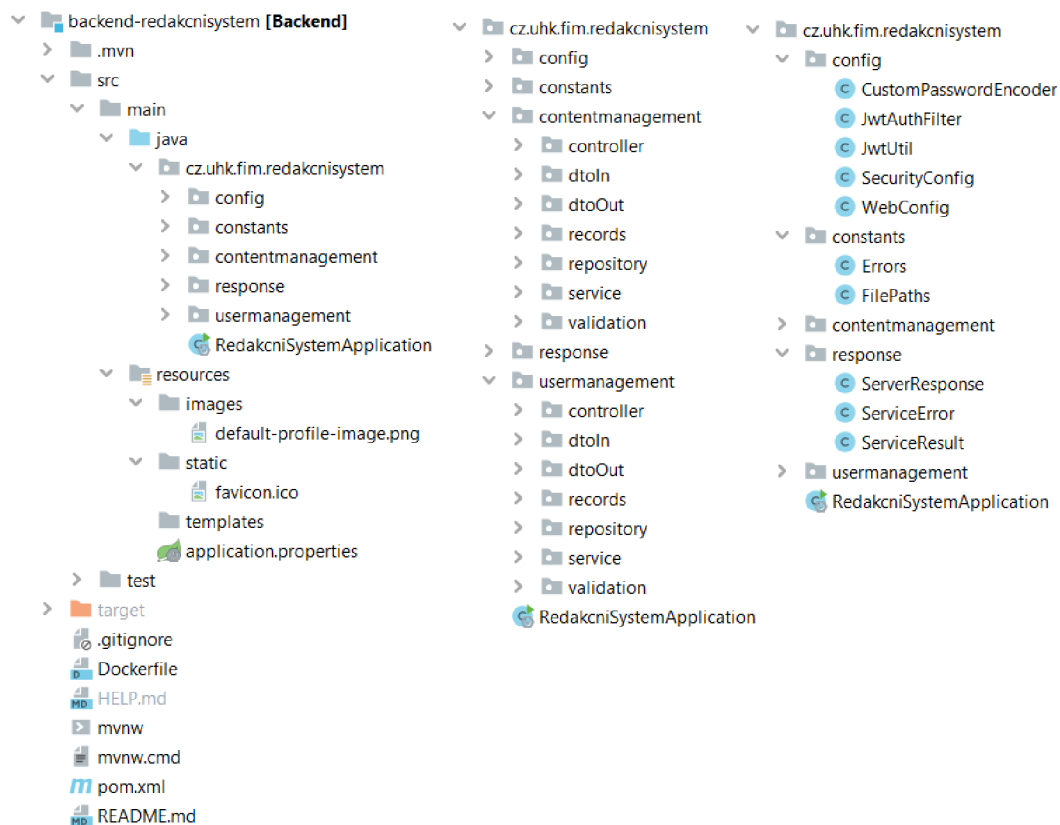 backend-redakcnisystem [Backend]
.mvn
src
main
java
cz.uhk.fim.redakcnisystem
config
constants
contentmanagement
response
usermanagement
RedakcniSystemApplication
resources
images
default-profile-image.png
static
favicon.ico
templates
application.properties
test
target
.gitignore
Dockerfile
HELP.md
mvnw
mvnw.cmd
pom.xml
README.md
cz.uhk.fim.redakcnisystem
config
constants
contentmanagement
controller
dtoIn
dtoOut
records
repository
service
validation
response
usermanagement
controller
dtoIn
dtoOut
records
repository
service
validation
RedakcniSystemApplication
cz.uhk.fim.redakcnisystem
config
CustomPasswordEncoder
JwtAuthFilter
JwtUtil
SecurityConfig
WebConfig
constants
Errors
FilePaths
contentmanagement
response
ServerResponse
ServiceError
ServiceResult
usermanagement
RedakcniSystemApplication